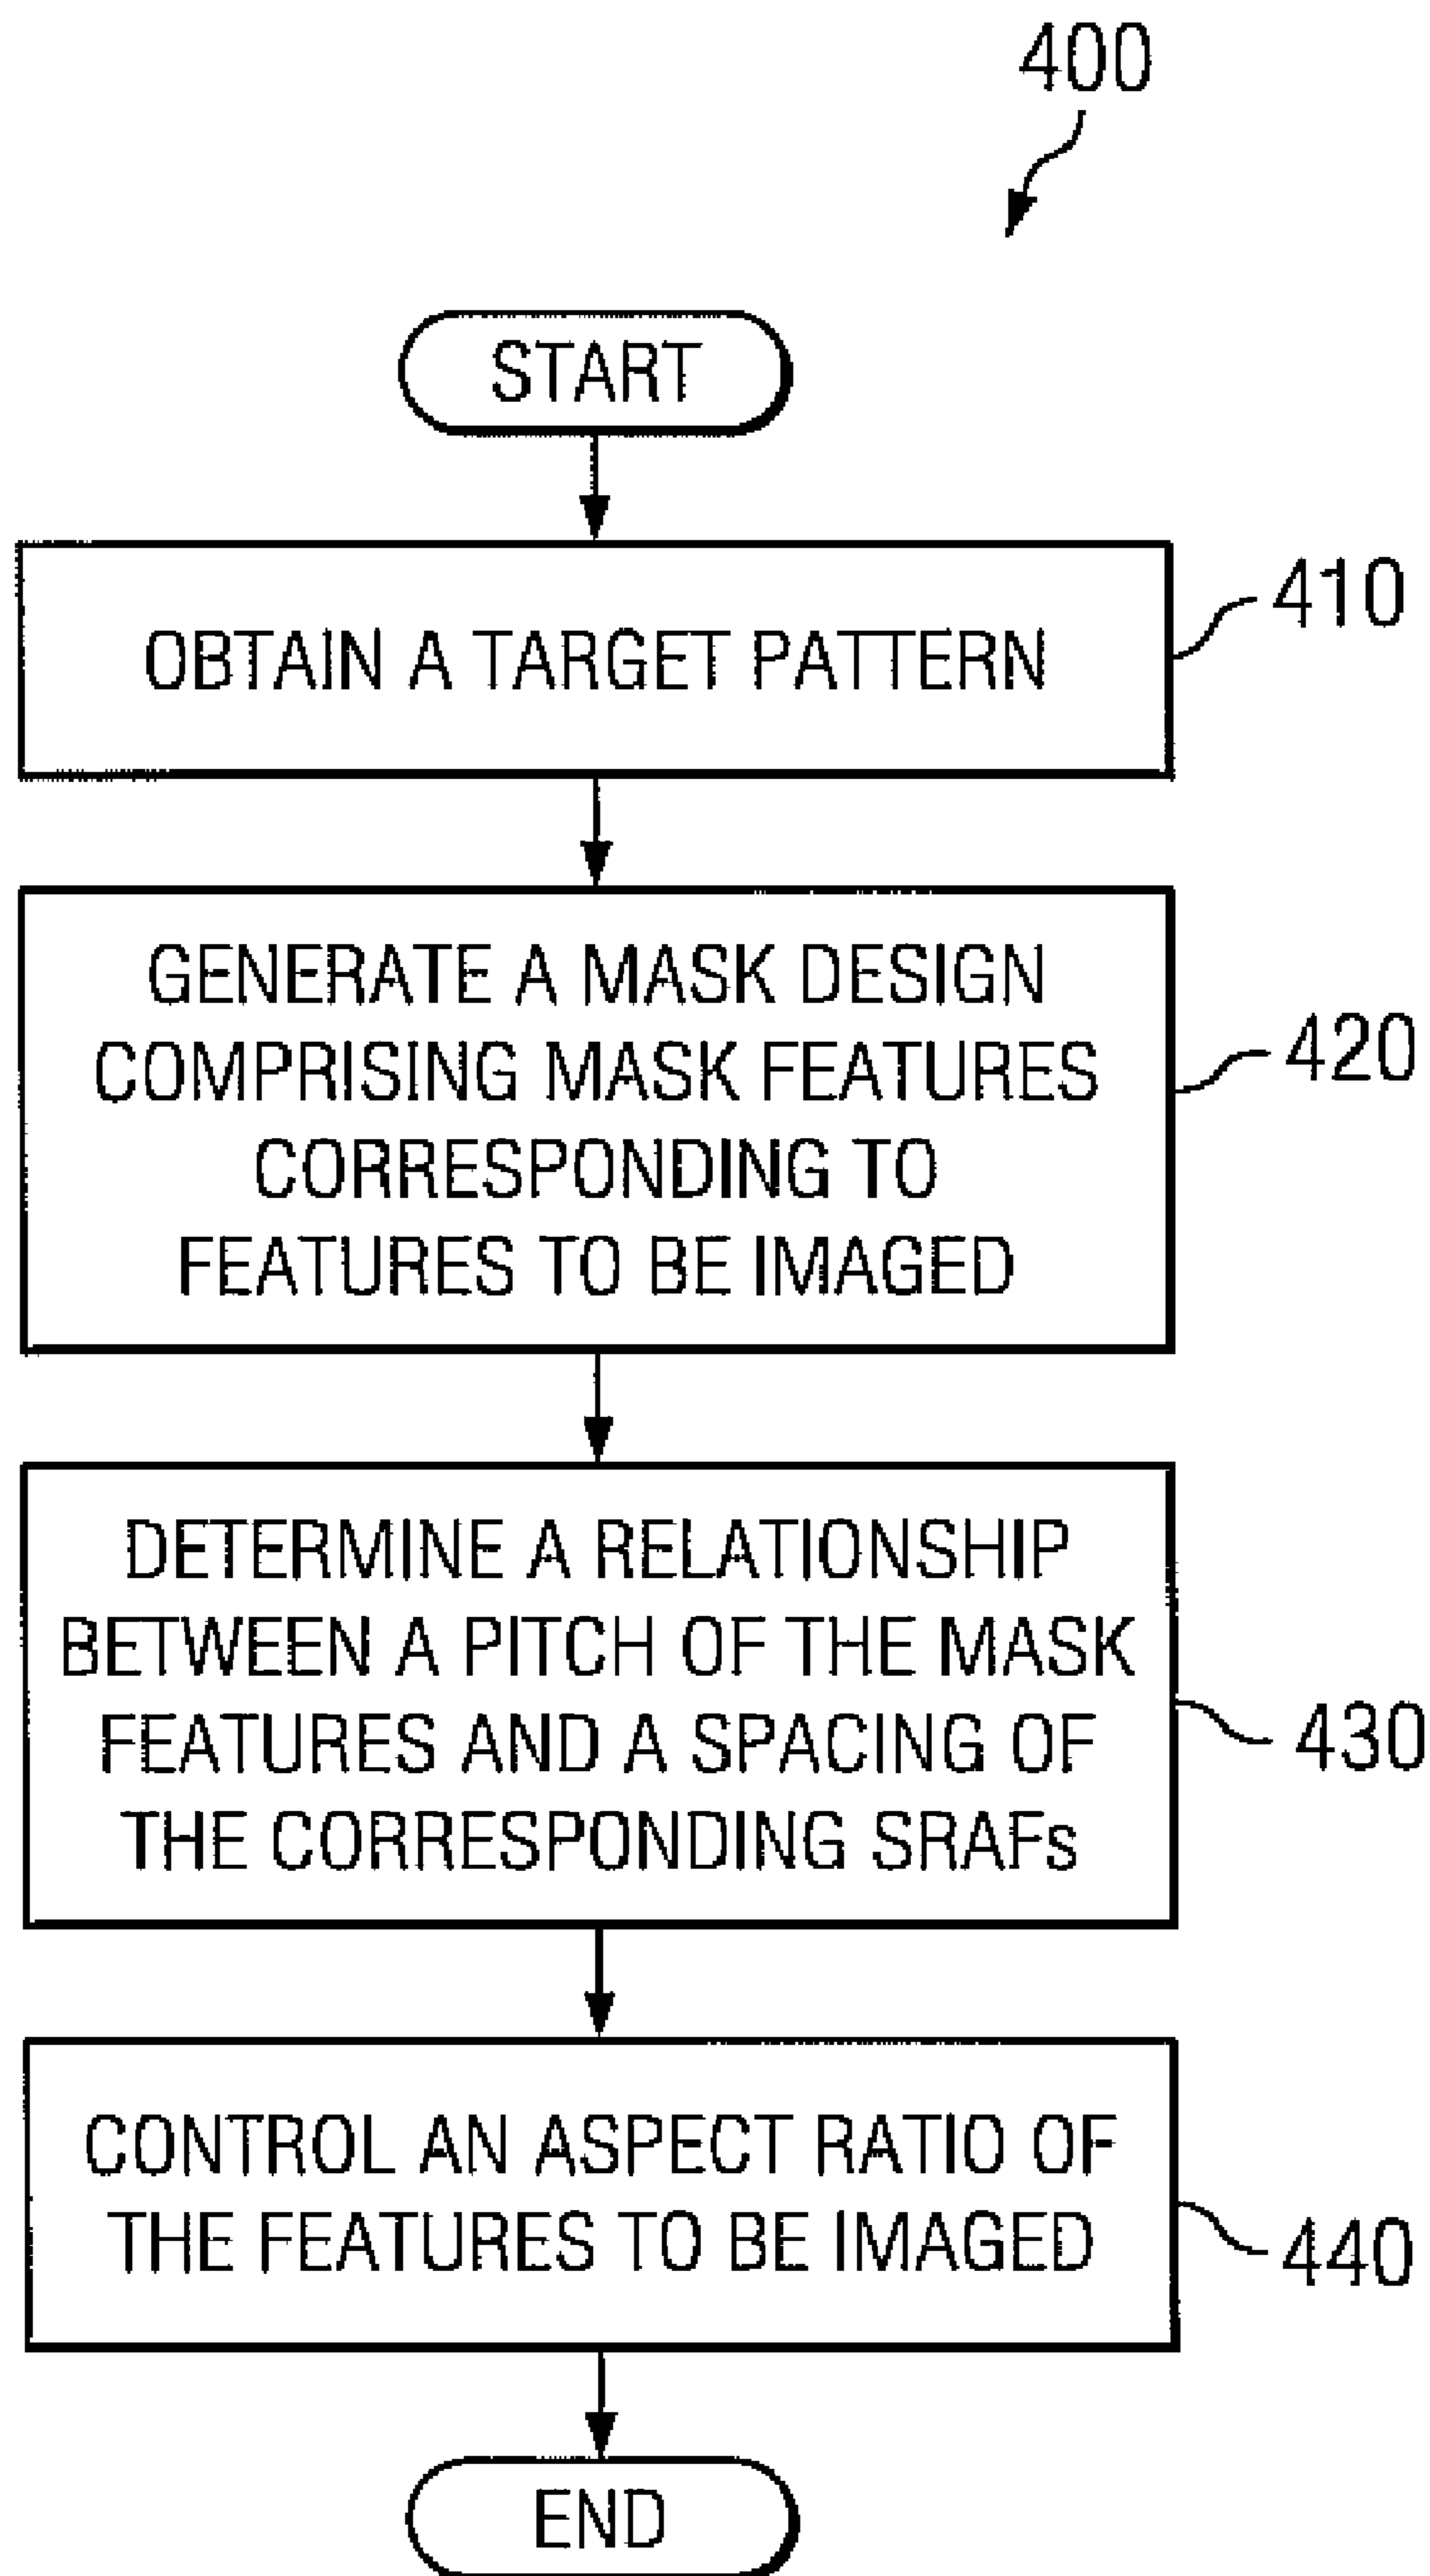 400
START
OBTAIN A TARGET PATTERN
410
GENERATE A MASK DESIGN
COMPRISING MASK FEATURES
CORRESPONDING TO
FEATURES TO BE IMAGED
420
DETERMINE A RELATIONSHIP
BETWEEN A PITCH OF THE MASK
FEATURES AND A SPACING OF
THE CORRESPONDING SRAFs
430
CONTROL AN ASPECT RATIO OF
THE FEATURES TO BE IMAGED
440
END